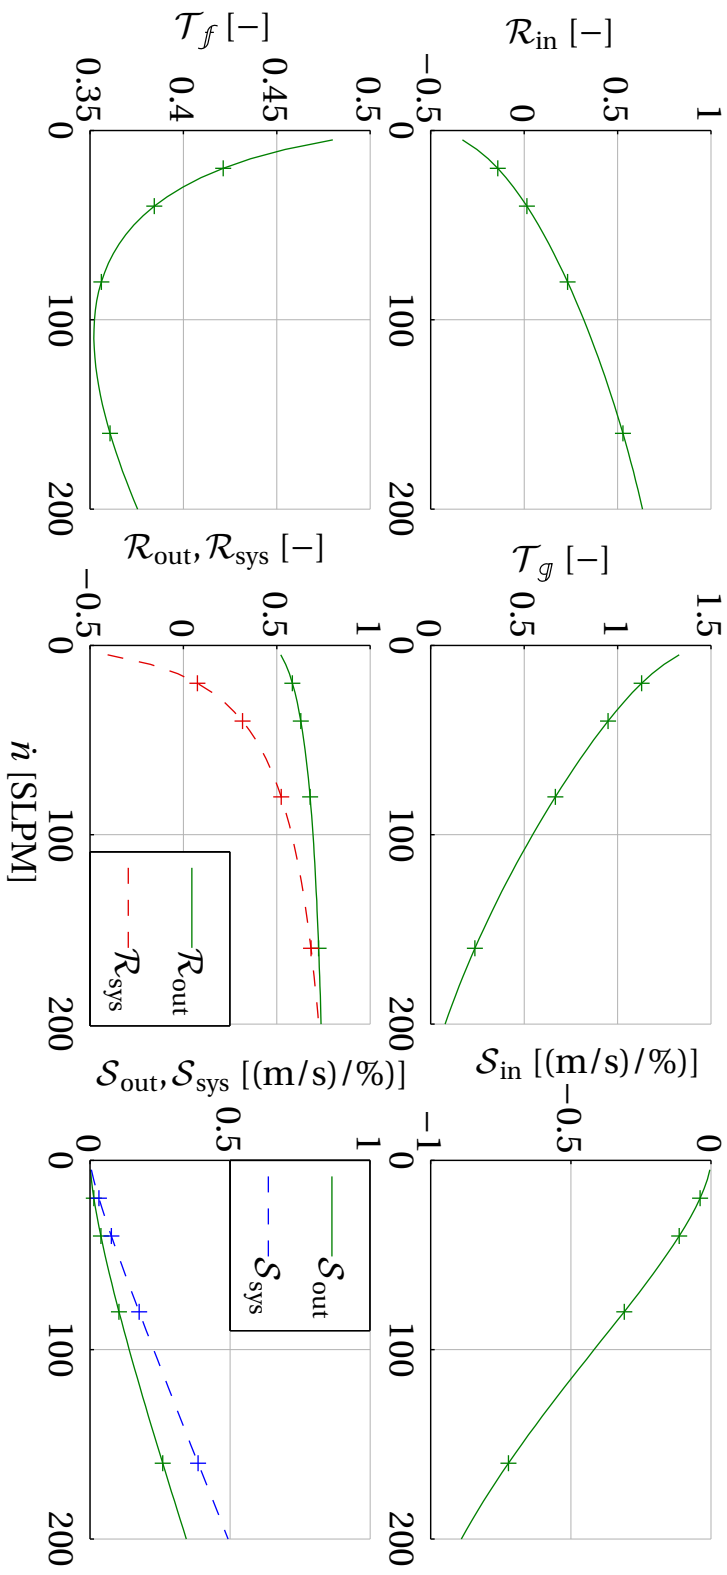 ℛin [−]
−0.5 0 0.5 1
0 100 200
𝒯g [−]
0 0.5 1 1.5
0 100 200
𝒮in [(m/s)/%]
−1 −0.5 0
0 100 200
𝒯f [−]
0.35 0.4 0.45 0.5
0 100 200
ℛout,ℛsys [−]
−0.5 0 0.5 1
0 100 200
ℛout
ℛsys
ṅ [SLPM]
𝒮out,𝒮sys [(m/s)/%]
0 0.5 1
0 100 200
𝒮out
𝒮sys